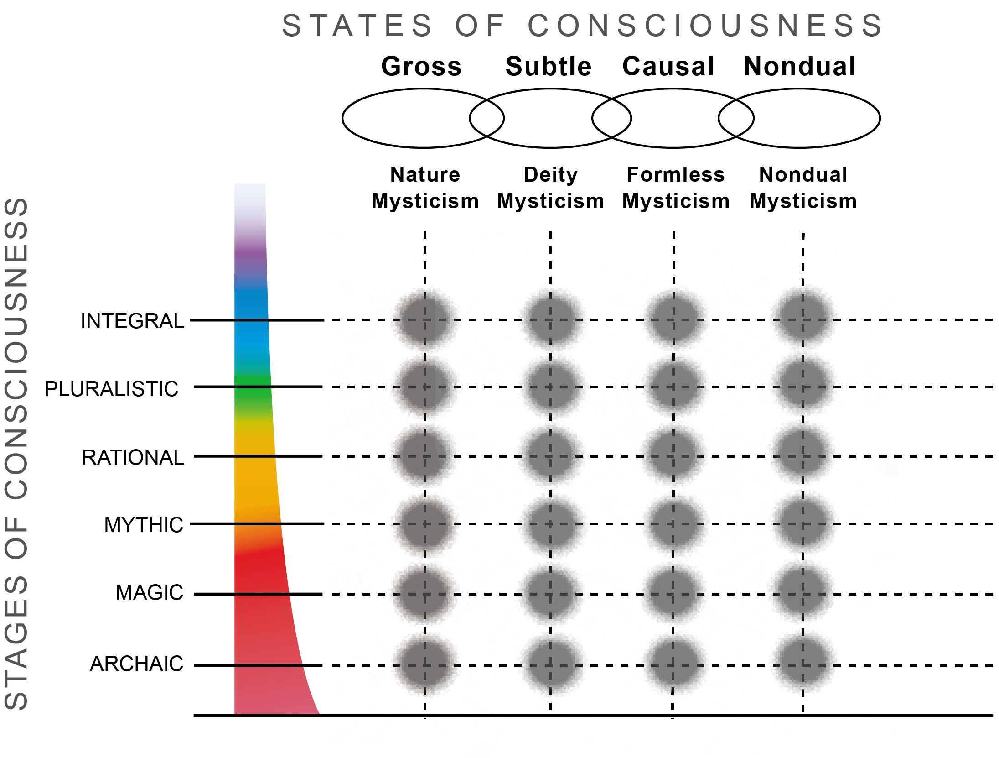 STATES OF CONSCIOUSNESS
Gross Subtle Causal Nondual
Nature Deity Formless Nondual
Mysticism Mysticism Mysticism Mysticism
STAGES OF CONSCIOUSNESS
INTEGRAL
PLURALISTIC
RATIONAL
MYTHIC
MAGIC
ARCHAIC